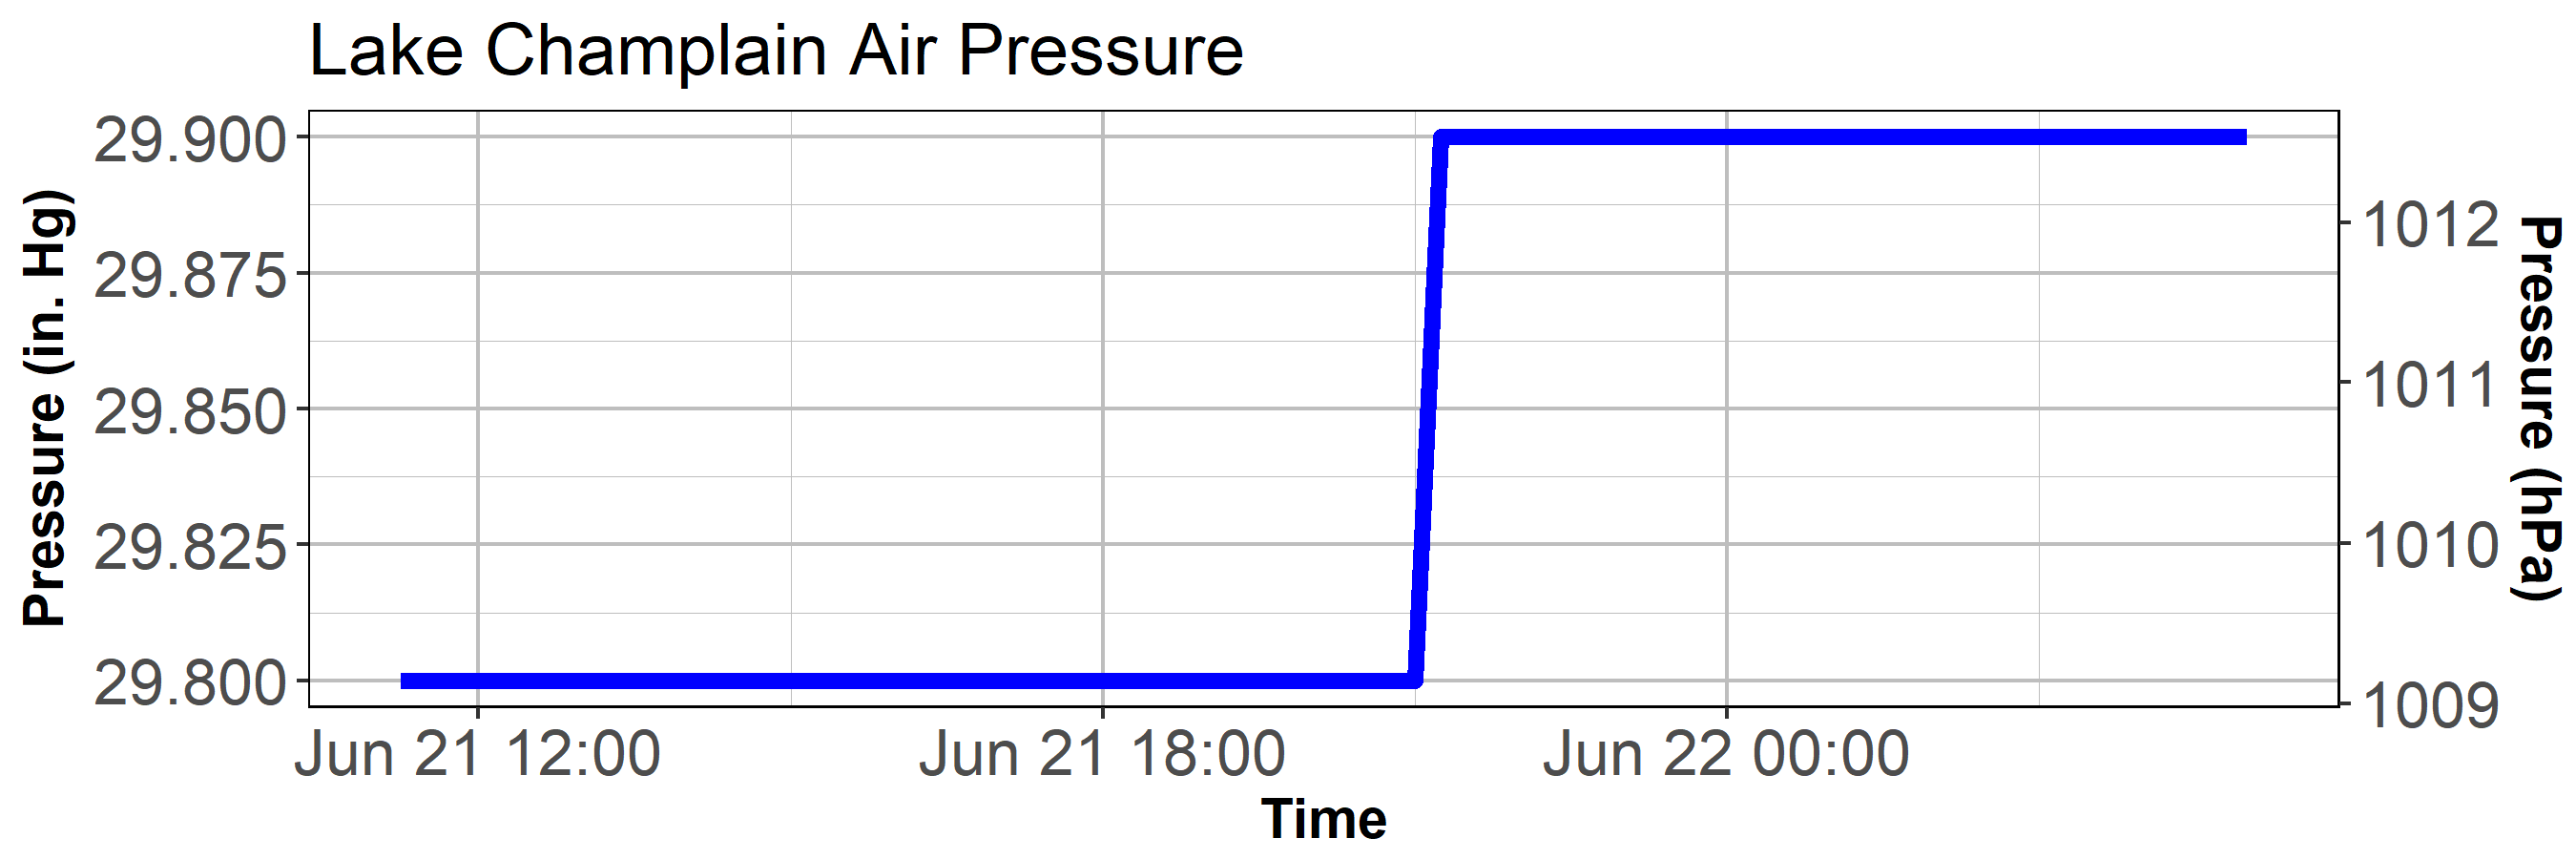 Lake Champlain Air Pressure
29.900
29.875
29.850
29.825
29.800
Pressure (in. Hg)
1012
1011
1010
1009
Pressure (hPa)
Jun 21 12:00
Jun 21 18:00
Jun 22 00:00
Time